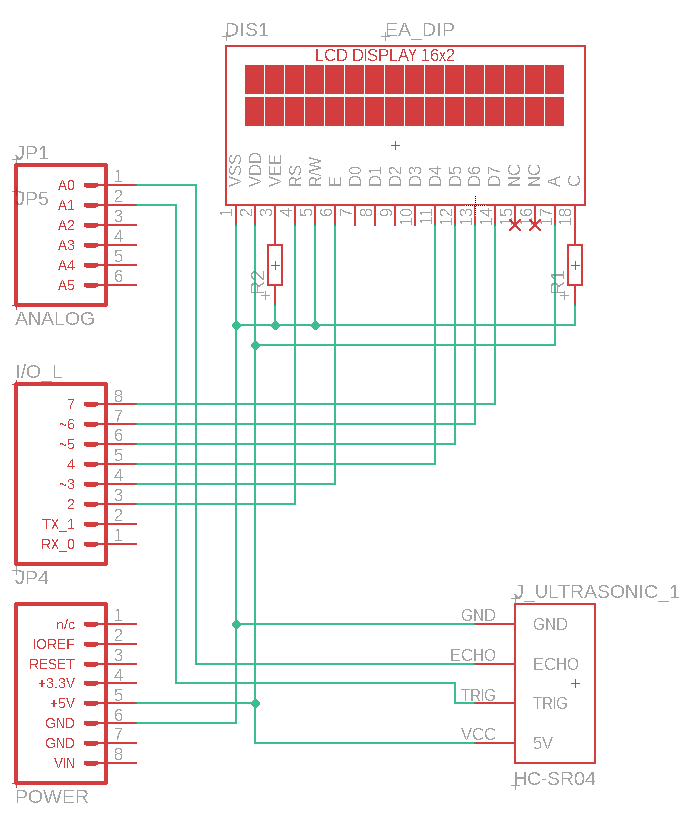 DIS1
EA_DIP
LCD DISPLAY 16x2
VSS
VDD
VEE
RS
R/W
E
D0
D1
D2
D3
D4
D5
D6
D7
NC
NC
A
C
1
2
3
4
5
6
7
8
9
10
11
12
13
14
15
16
17
18
R2
R1
JP1
JP5
A0 1
A1 2
A2 3
A3 4
A4 5
A5 6
ANALOG
I/O_L
7 8
~6 7
~5 6
4 5
~3 4
2 3
TX_1 2
RX_0 1
JP4
n/c 1
IOREF 2
RESET 3
+3.3V 4
+5V 5
GND 6
GND 7
VIN 8
POWER
J_ULTRASONIC_1
GND GND
ECHO ECHO
TRIG TRIG
VCC 5V
HC-SR04